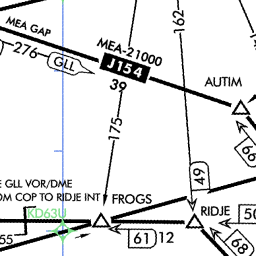 MEA GAP
276
GLL
MEA-21000
J154
39
162
175
AUTIM
66
49
E GLL VOR/DME
OM COP TO RIDJE INT
FROGS
KD63U
RIDJE
50
55
61
12
68